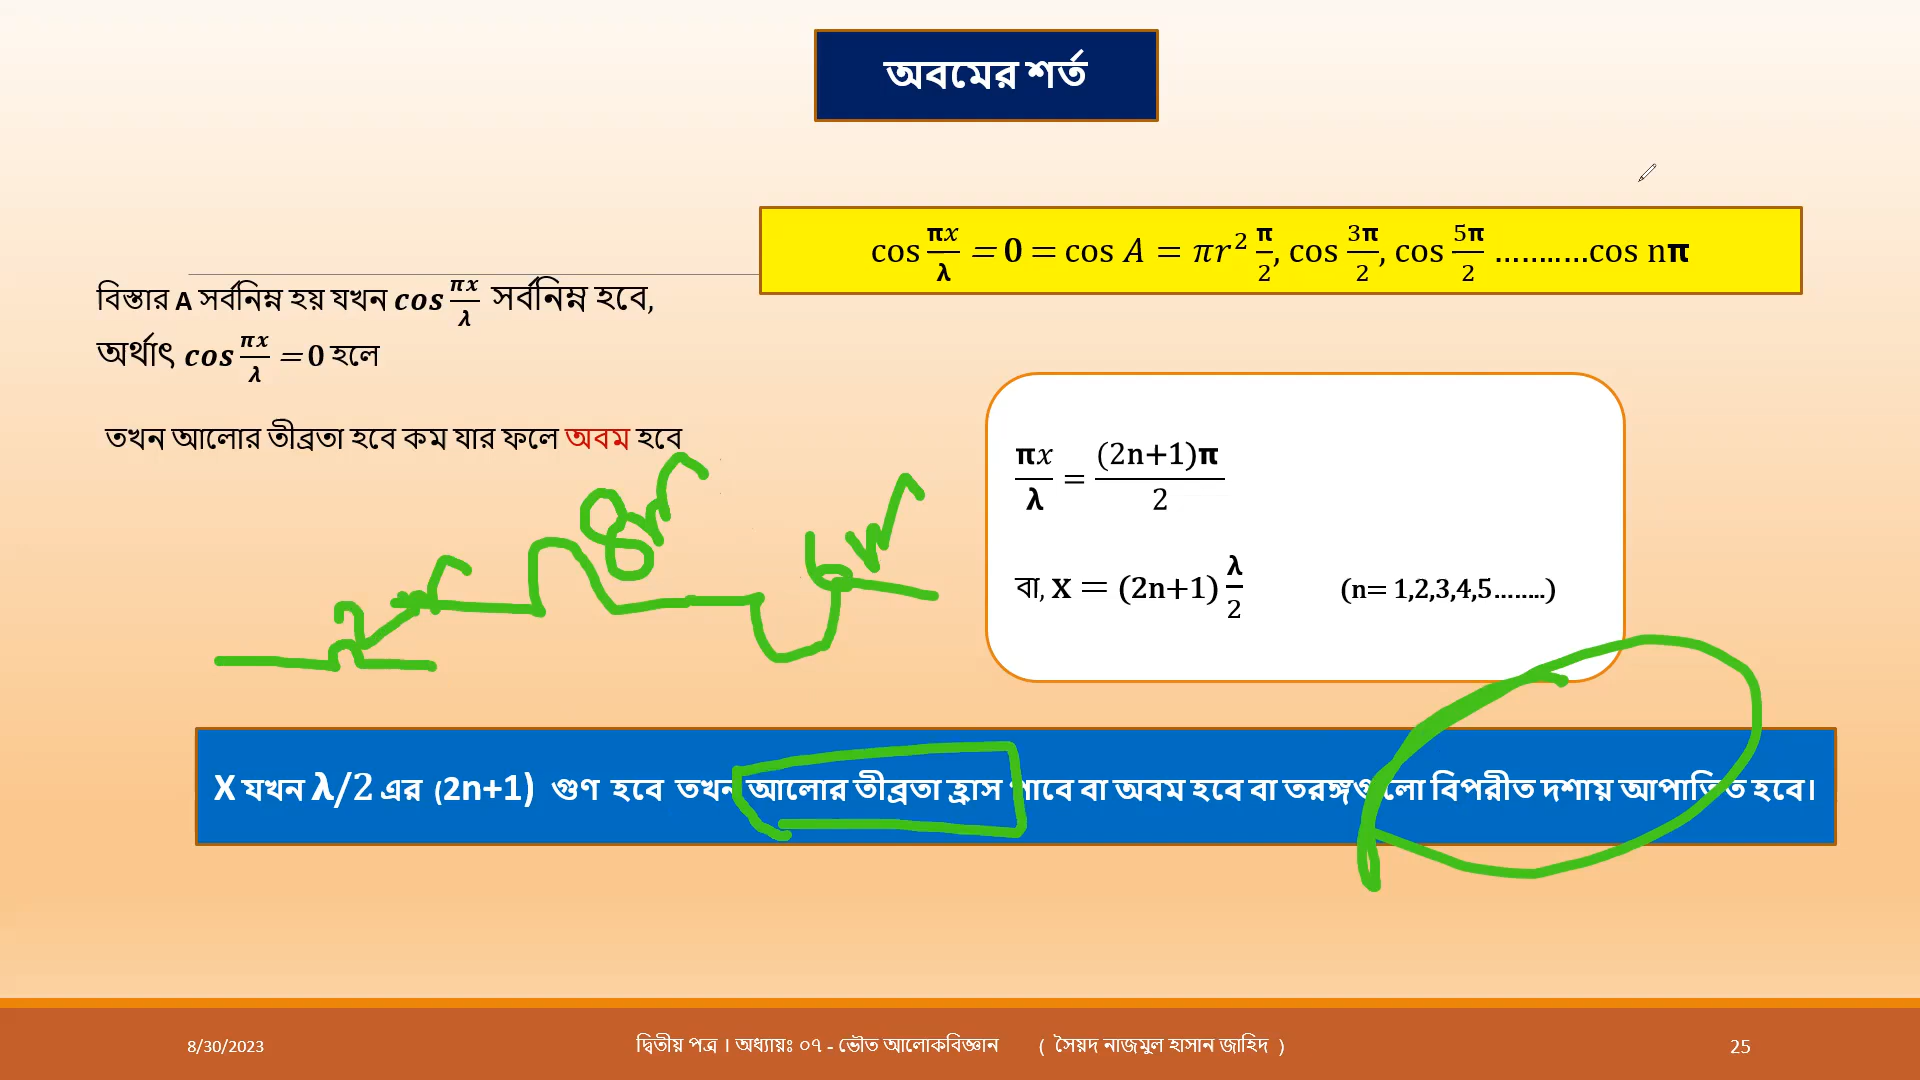 অবমের শর্ত
cos πx/λ = 0 = cos A = πr² π/2, cos 3π/2, cos 5π/2 ...........cos nπ
বিস্তার A সর্বনিম্ন হয় যখন cos πx/λ সর্বনিম্ন হবে,
অর্থাৎ cos πx/λ = 0 হলে
তখন আলোর তীব্রতা হবে কম যার ফলে অবম হবে
πx/λ = (2n+1)π/2
বা, X = (2n+1) λ/2 (n= 1,2,3,4,5........)
X যখন λ/2 এর (2n+1) গুণ হবে তখন আলোর তীব্রতা হ্রাস পাবে বা অবম হবে বা তরঙ্গগুলো বিপরীত দশায় আপাতিত হবে।
8/30/2023 দ্বিতীয় পত্র । অধ্যায়ঃ ০৭ - ভৌত আলোকবিজ্ঞান ( সৈয়দ নাজমুল হাসান জাহিদ ) 25